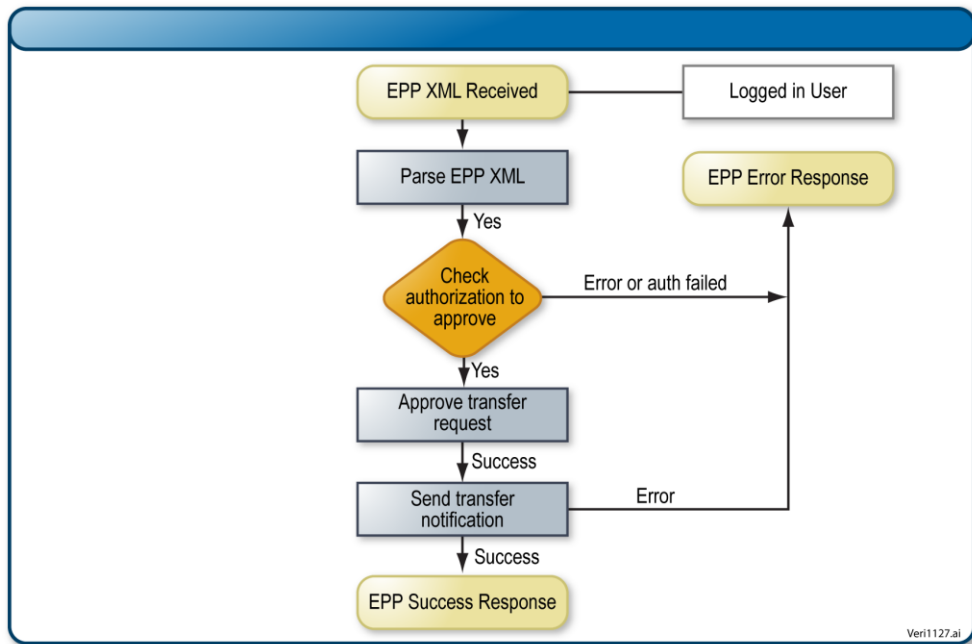 EPP XML Received
Logged in User
Parse EPP XML
EPP Error Response
Yes
Check
authorization to
approve
Error or auth failed
Yes
Approve transfer
request
Success
Send transfer
notification
Error
Success
EPP Success Response
Veri1127.ai